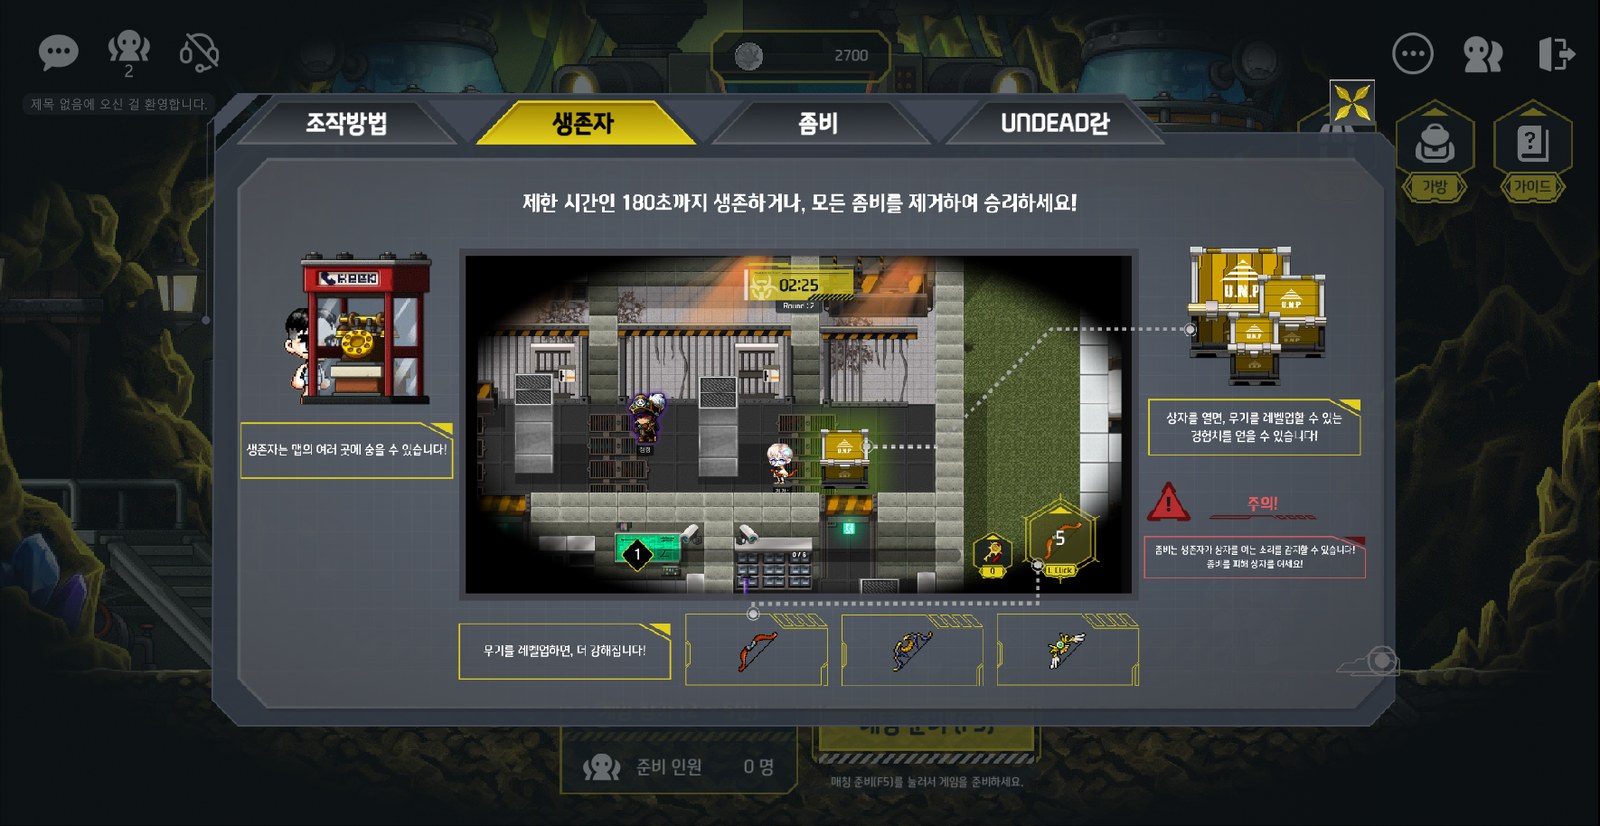 2700
2
제목 없음에 오신 걸 환영합니다.
조작방법
생존자
좀비
UNDEAD란
가방
가이드
제한 시간인 180초까지 생존하거나, 모든 좀비를 제거하여 승리하세요!
02:25
U.N.P
U.N.P
U.N.P
U.N.P
생존자는 맵의 여러 곳에 숨을 수 있습니다!
상자를 열면, 무기를 레벨업할 수 있는
경험치를 얻을 수 있습니다!
주의!
좀비는 생존자가 상자를 여는 소리를 감지할 수 있습니다!
좀비를 피해 상자를 여세요!
1
0/5
5
Q
L Click
무기를 레벨업하면, 더 강해집니다!
준비 인원
0 명
매칭 준비(F5)를 눌러서 게임을 준비하세요.